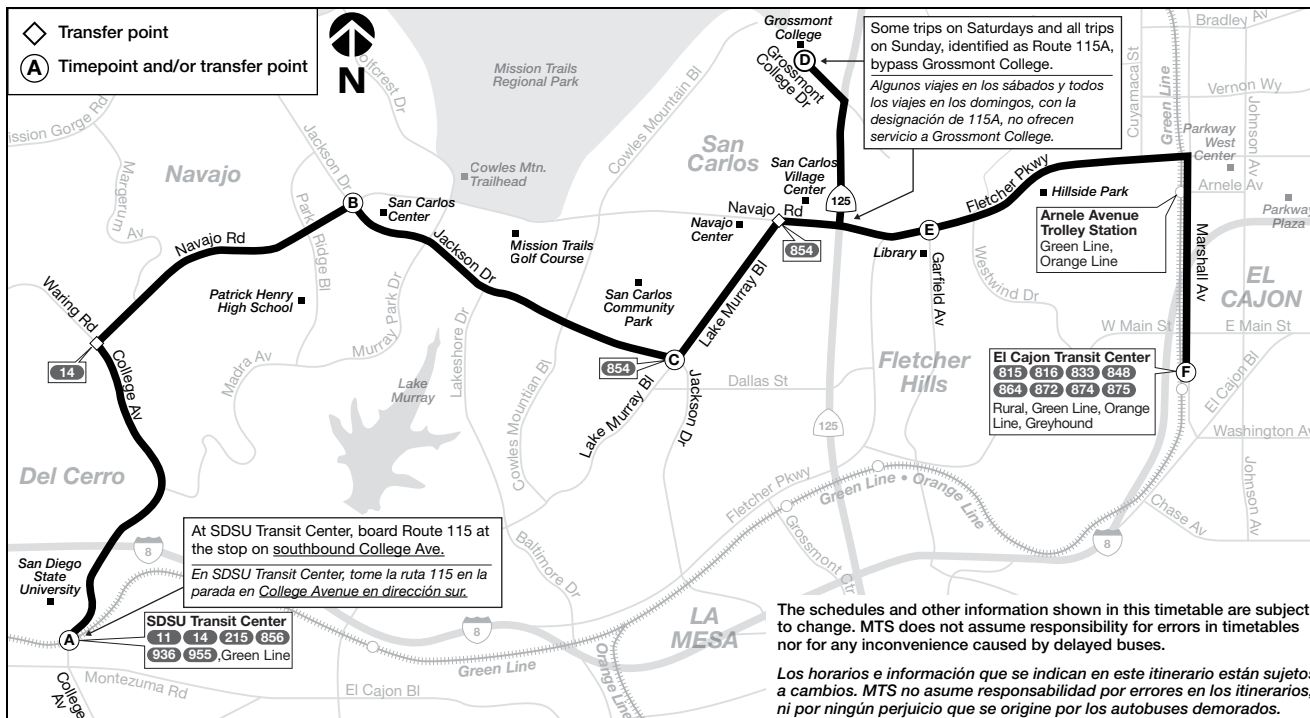 Transfer point
A Timepoint and/or transfer point
N
Some trips on Saturdays and all trips
on Sunday, identified as Route 115A,
bypass Grossmont College.
Algunos viajes en los sábados y todos
los viajes en los domingos, con la
designación de 115A, no ofrecen
servicio a Grossmont College.
Grossmont
College
D
Grossmont
College Dr
Bradley Av
Cuyamaca St
Green Line
Vernon Wy
Johnson Av
Parkway
West
Center
Arnele Av
Parkway
Plaza
Mission Trails
Regional Park
Golfcrest Dr
Jackson Dr
Cowles Mountain Bl
Mission Gorge Rd
Margerum
Av
Navajo
Cowles Mtn.
Trailhead
San
Carlos
San Carlos
Village
Center
125
B
San Carlos
Center
Navajo Rd
Park Ridge Bl
Jackson Dr
Mission Trails
Golf Course
Navajo
Center
Navajo Rd
854
Fletcher Pkwy
Hillside Park
E
Library
Garfield Av
Westwind Dr
Arnele Avenue
Trolley Station
Green Line,
Orange Line
Marshall Av
EL
CAJON
Patrick Henry
High School
Murray Park Dr
Lakeshore Dr
San Carlos
Community
Park
Lake Murray Bl
Waring Rd
14
College Av
Madra Av
Lake
Murray
Cowles Mountian Bl
854
C
Lake Murray Bl
Jackson Dr
Dallas St
Fletcher
Hills
W Main St
E Main St
El Cajon Transit Center
815 816 833 848
864 872 874 875
Rural, Green Line, Orange
Line, Greyhound
F
El Cajon Bl
Washington Av
Johnson
Av
Chase Av
125
8
Del Cerro
Fletcher Pkwy
Green Line • Orange Line
Grossmont Ctr
Baltimore Dr
At SDSU Transit Center, board Route 115 at
the stop on southbound College Ave.
En SDSU Transit Center, tome la ruta 115 en la
parada en College Avenue en dirección sur.
8
San Diego
State
University
A
SDSU Transit Center
11 14 215 856
936 955 ,Green Line
8
Green Line
Orange
Line
LA
MESA
College
Av
Montezuma Rd
El Cajon Bl
The schedules and other information shown in this timetable are subject
to change. MTS does not assume responsibility for errors in timetables
nor for any inconvenience caused by delayed buses.
Los horarios e información que se indican en este itinerario están sujetos
a cambios. MTS no asume responsabilidad por errores en los itinerarios,
ni por ningún perjuicio que se origine por los autobuses demorados.